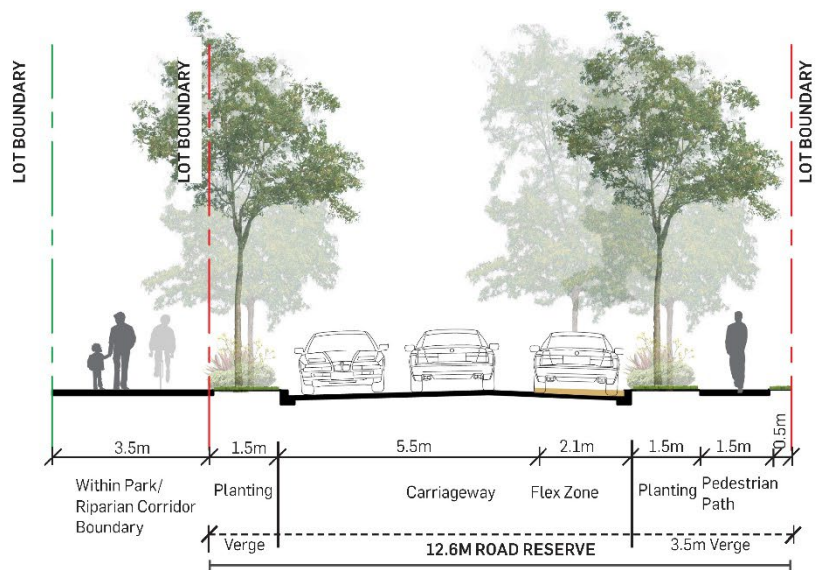 LOT BOUNDARY
LOT BOUNDARY
LOT BOUNDARY
3.5m
1.5m
5.5m
2.1m
1.5m
1.5m
0.5m
Within Park/
Riparian Corridor
Boundary
Planting
Carriageway
Flex Zone
Planting
Pedestrian
Path
Verge
12.6M ROAD RESERVE
3.5m Verge